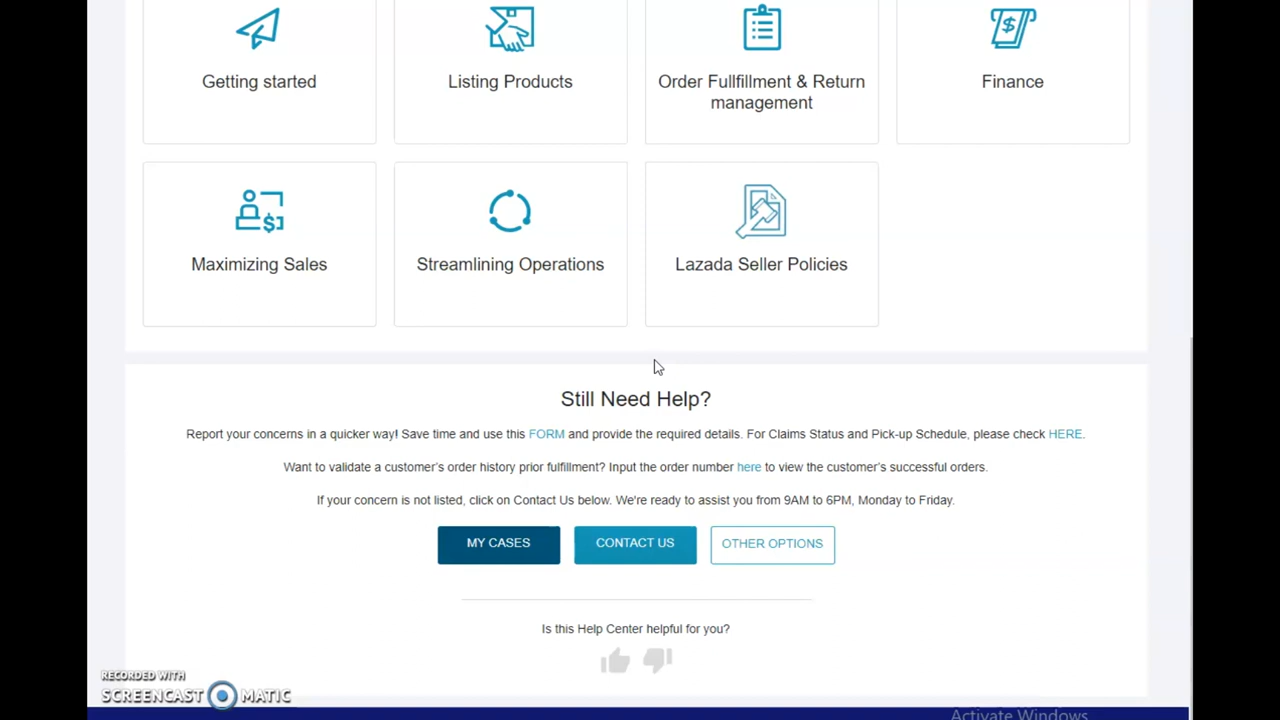 Getting started
Listing Products
Order Fullfillment & Return
management
Finance
Maximizing Sales
Streamlining Operations
Lazada Seller Policies
Still Need Help?
Report your concerns in a quicker way! Save time and use this FORM and provide the required details. For Claims Status and Pick-up Schedule, please check HERE.
Want to validate a customer's order history prior fulfillment? Input the order number here to view the customer's successful orders.
If your concern is not listed, click on Contact Us below. We're ready to assist you from 9AM to 6PM, Monday to Friday.
MY CASES
CONTACT US
OTHER OPTIONS
Is this Help Center helpful for you?
RECORDED WITH
SCREENCAST MATIC
Activate Windows